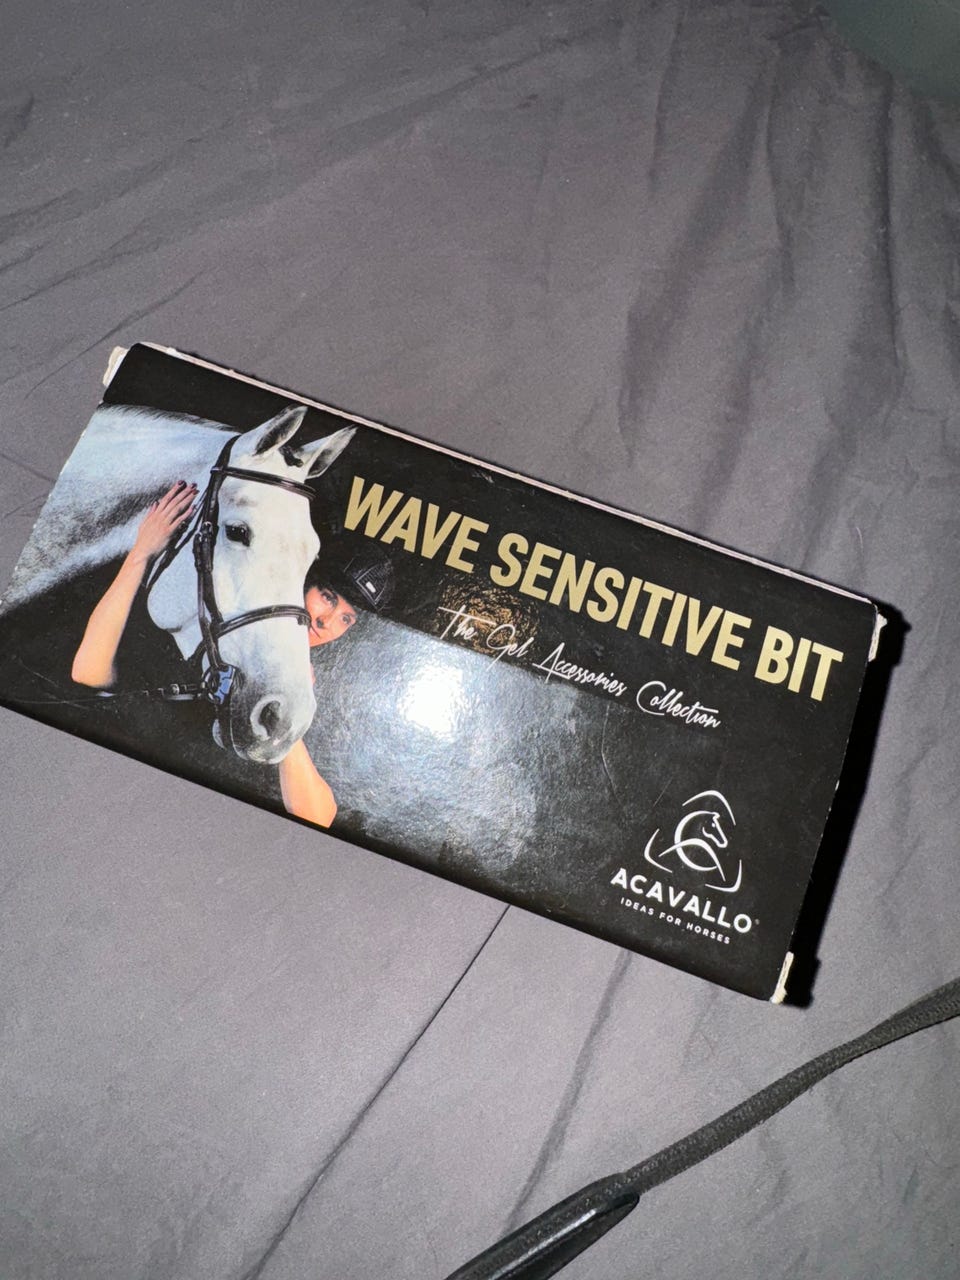 WAVE SENSITIVE BIT
The Gel Accessories Collection
ACAVALLO®
IDEAS FOR HORSES